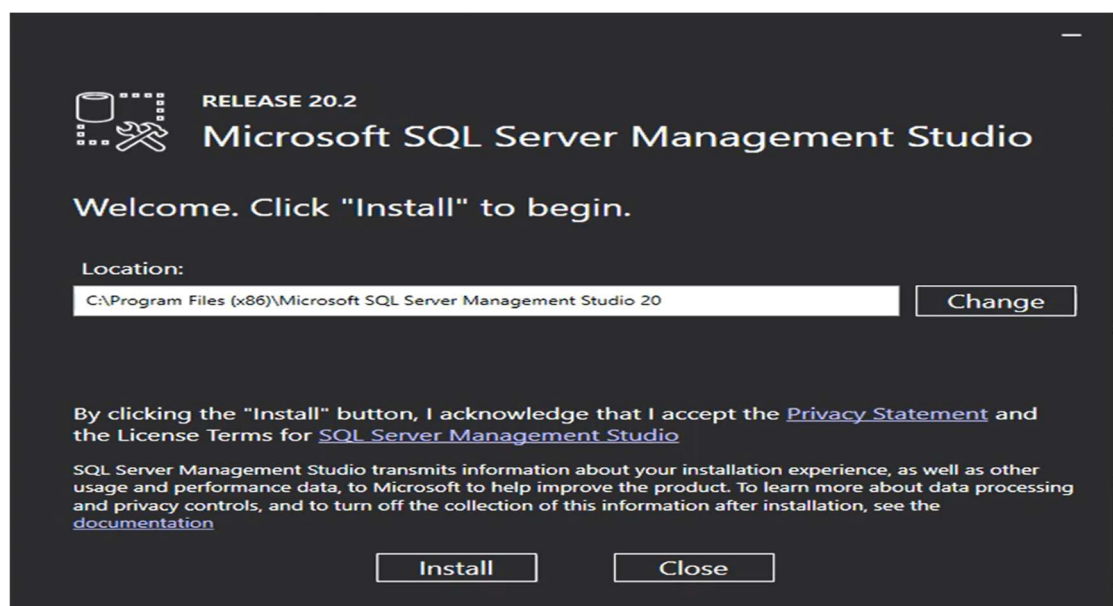 RELEASE 20.2
Microsoft SQL Server Management Studio
Welcome. Click "Install" to begin.
Location:
C:\Program Files (x86)\Microsoft SQL Server Management Studio 20
Change
By clicking the "Install" button, I acknowledge that I accept the Privacy Statement and
the License Terms for SQL Server Management Studio
SQL Server Management Studio transmits information about your installation experience, as well as other
usage and performance data, to Microsoft to help improve the product. To learn more about data processing
and privacy controls, and to turn off the collection of this information after installation, see the
documentation
Install
Close